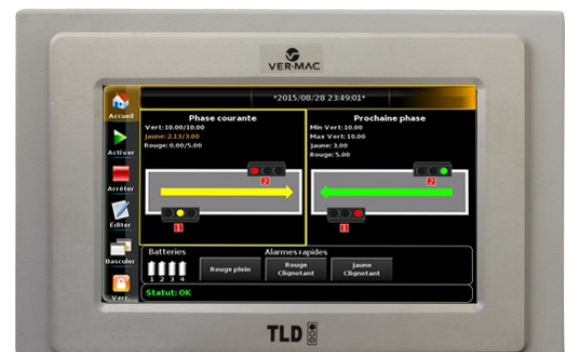 VER-MAC
*2015/08/28 23:49:01*
Accueil
Activer
Arrêter
Éditer
Basculer
Verr.
Phase courante
Vert: 10.00/10.00
Jaune: 2.13/3.00
Rouge: 0.00/5.00
2
1
Prochaine phase
Min Vert: 10.00
Max Vert: 10.00
Jaune: 3.00
Rouge: 5.00
2
1
Batteries
1 2 3 4
Alarmes rapides
Rouge plein
Rouge
Clignotant
Jaune
Clignotant
Statut: OK
TLD